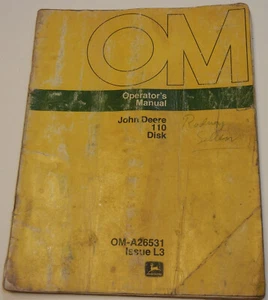 OM
Operator's
Manual
John Deere
110
Disk
OM-A26531
Issue L3